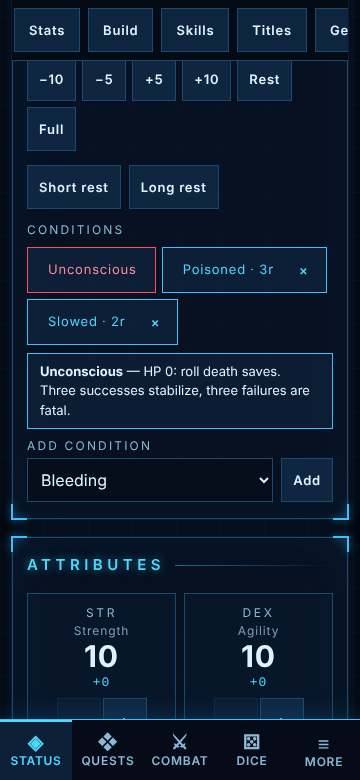 Stats Build Skills Titles Ge
−10 −5 +5 +10 Rest
Full
Short rest Long rest
CONDITIONS
Unconscious Poisoned · 3r ×
Slowed · 2r ×
Unconscious — HP 0: roll death saves.
Three successes stabilize, three failures are
fatal.
ADD CONDITION
Bleeding Add
ATTRIBUTES
STR DEX
Strength Agility
10 10
+0 +0
STATUS QUESTS COMBAT DICE MORE